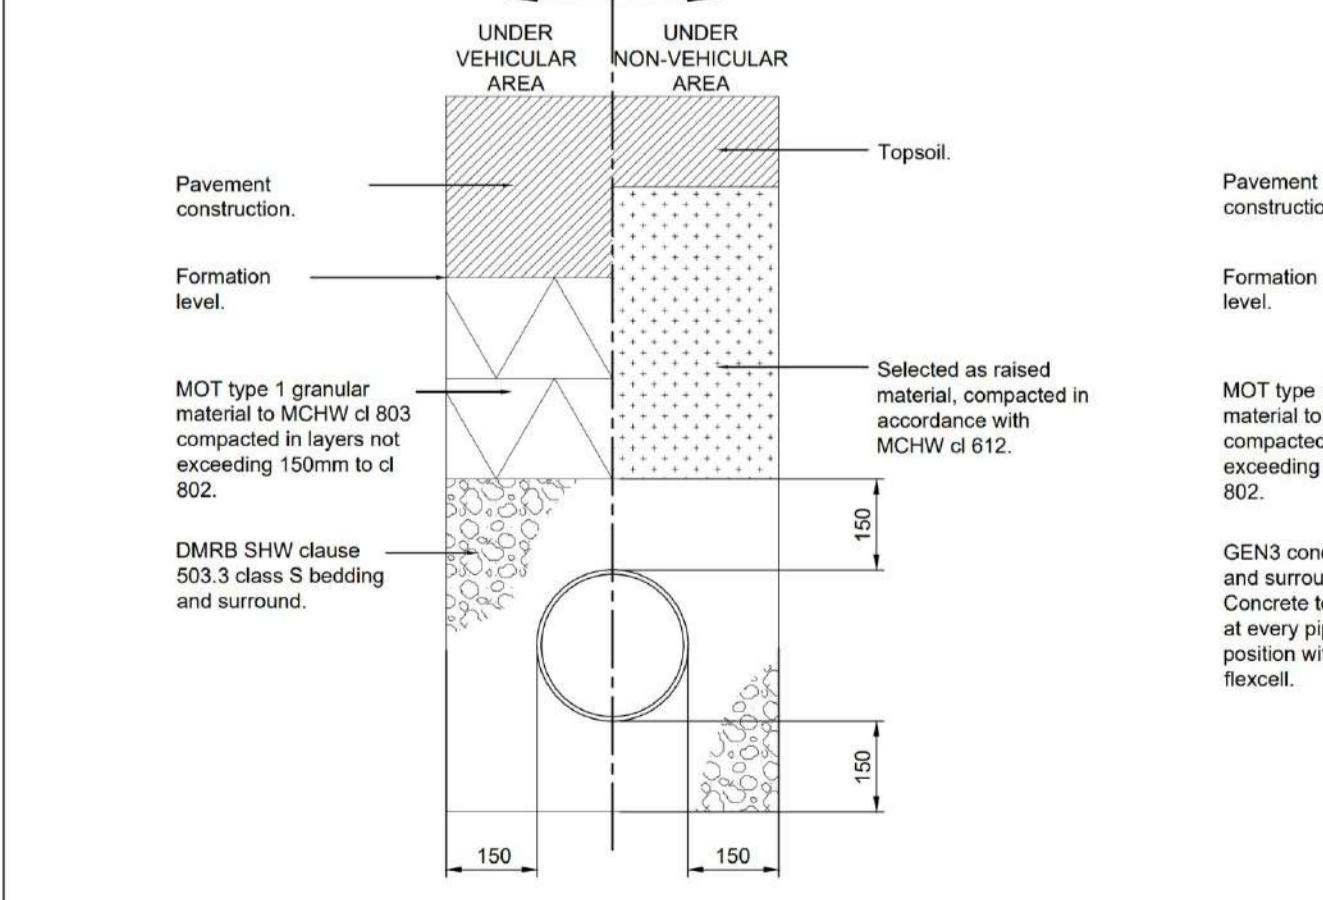 UNDER
VEHICULAR
AREA
UNDER
NON-VEHICULAR
AREA
Pavement
construction.
Formation
level.
MOT type 1 granular
material to MCHW cl 803
compacted in layers not
exceeding 150mm to cl
802.
DMRB SHW clause
503.3 class S bedding
and surround.
Topsoil.
Selected as raised
material, compacted in
accordance with
MCHW cl 612.
150
150
150
150
Pavement
constructio
Formation
level.
MOT type
material to
compacted
exceeding
802.
GEN3 conc
and surrou
Concrete to
at every pip
position wit
flexcell.